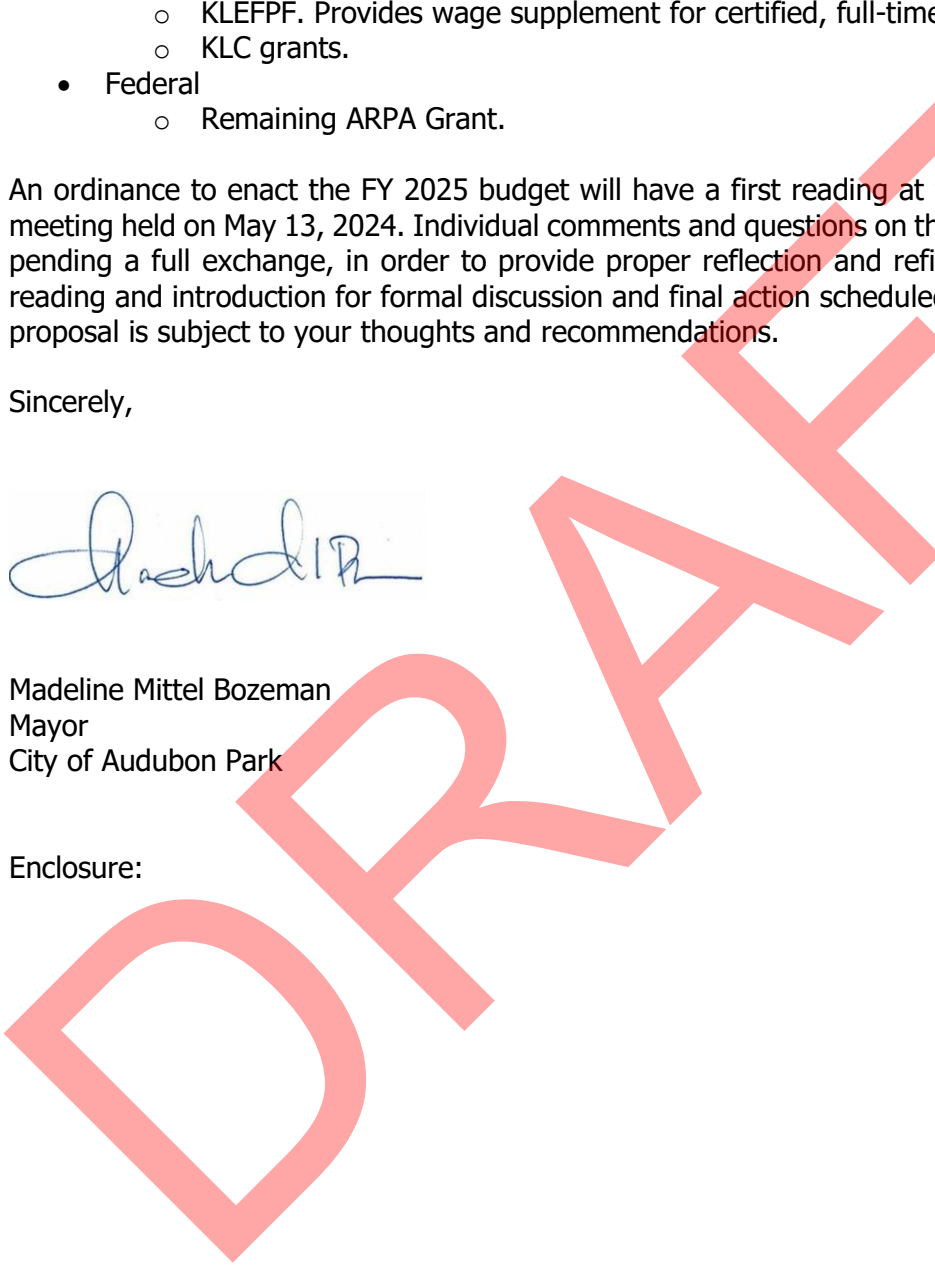 o KLEFPF. Provides wage supplement for certified, full-time
o KLC grants.
• Federal
o Remaining ARPA Grant.
An ordinance to enact the FY 2025 budget will have a first reading at
meeting held on May 13, 2024. Individual comments and questions on th
pending a full exchange, in order to provide proper reflection and refi
reading and introduction for formal discussion and final action scheduled
proposal is subject to your thoughts and recommendations.
Sincerely,
Madeline Mittel Bozeman
Mayor
City of Audubon Park
Enclosure:
DRAFT